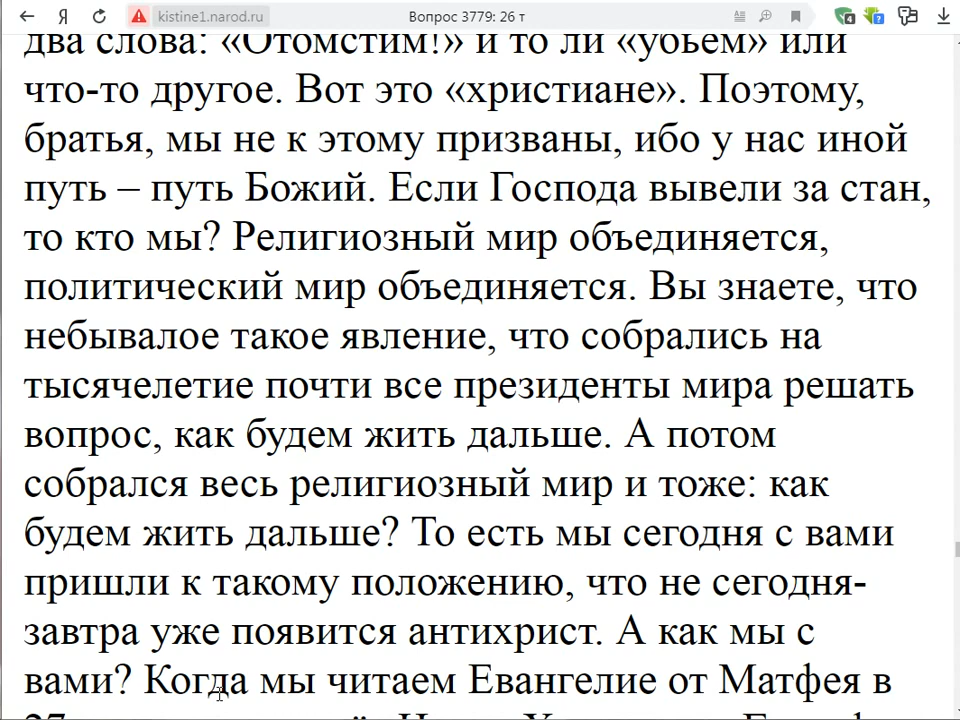 kistine1.narod.ru
Вопрос 3779: 26 т
два слова: «Отомстим!» и то ли «убьем» или
что-то другое. Вот это «христиане». Поэтому,
братья, мы не к этому призваны, ибо у нас иной
путь – путь Божий. Если Господа вывели за стан,
то кто мы? Религиозный мир объединяется,
политический мир объединяется. Вы знаете, что
небывалое такое явление, что собрались на
тысячелетие почти все президенты мира решать
вопрос, как будем жить дальше. А потом
собрался весь религиозный мир и тоже: как
будем жить дальше? То есть мы сегодня с вами
пришли к такому положению, что не сегодня-
завтра уже появится антихрист. А как мы с
вами? Когда мы читаем Евангелие от Матфея в